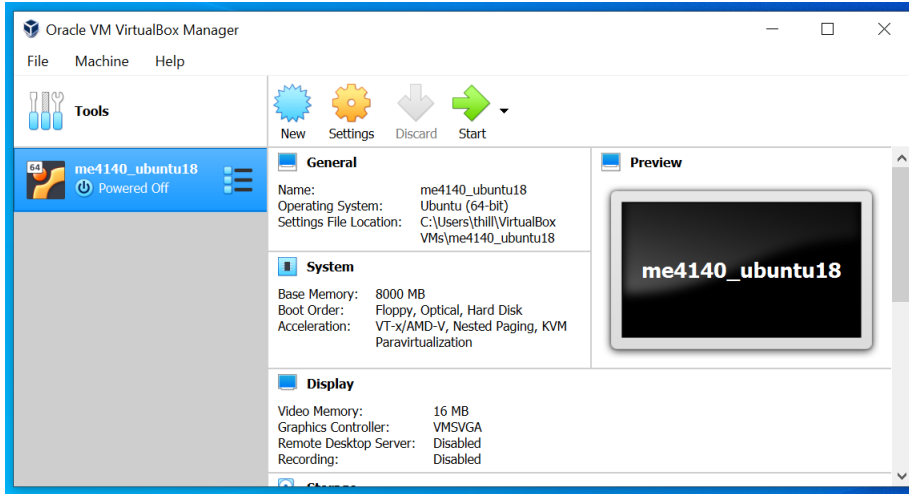 Oracle VM VirtualBox Manager
File Machine Help
Tools
New Settings Discard Start
64
me4140_ubuntu18
Powered Off
General
Name: me4140_ubuntu18
Operating System: Ubuntu (64-bit)
Settings File Location: C:\Users\thill\VirtualBox
VMs\me4140_ubuntu18
Preview
me4140_ubuntu18
System
Base Memory: 8000 MB
Boot Order: Floppy, Optical, Hard Disk
Acceleration: VT-x/AMD-V, Nested Paging, KVM
Paravirtualization
Display
Video Memory: 16 MB
Graphics Controller: VMSVGA
Remote Desktop Server: Disabled
Recording: Disabled
Storage